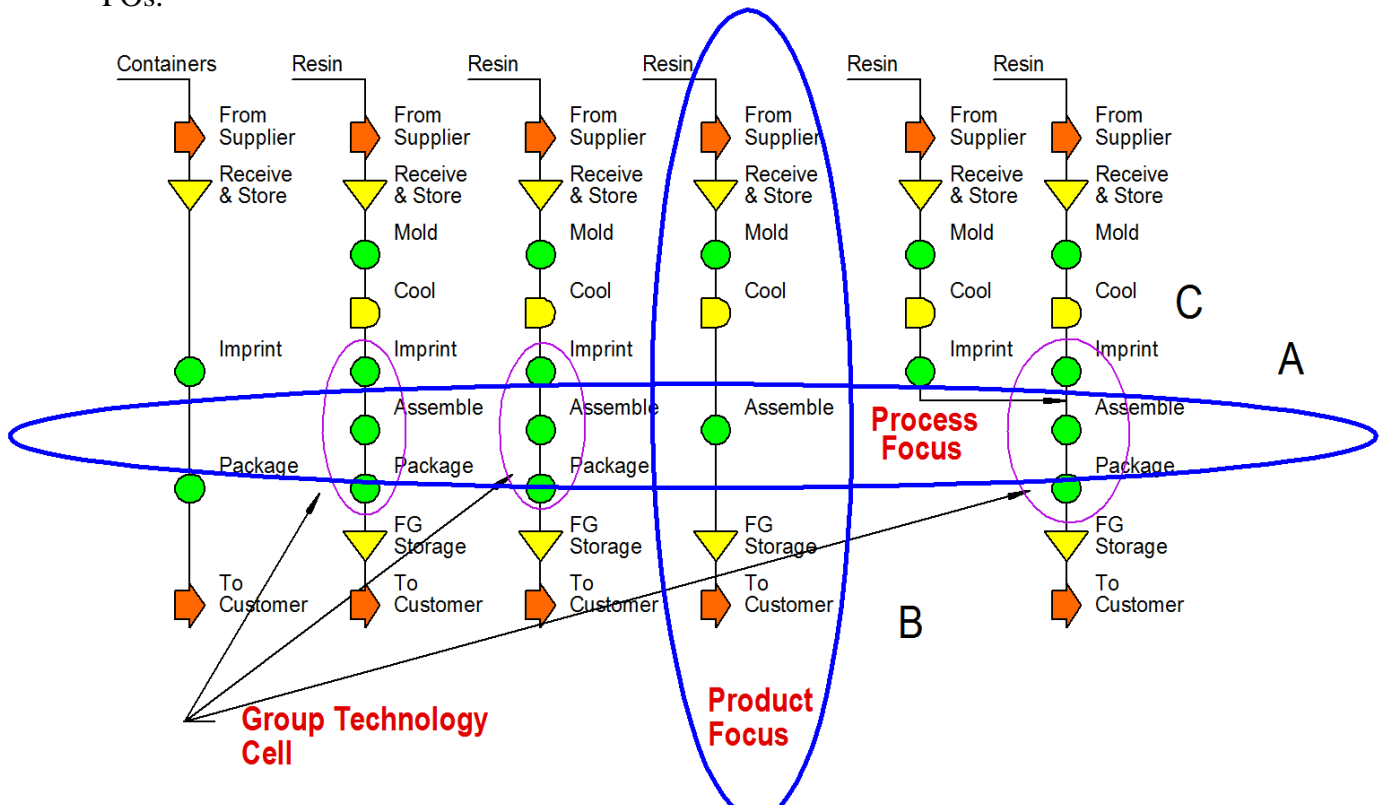 POs.
Containers
Resin
Resin
Resin
Resin
Resin
From
Supplier
From
Supplier
From
Supplier
From
Supplier
From
Supplier
From
Supplier
Receive
& Store
Receive
& Store
Receive
& Store
Receive
& Store
Receive
& Store
Receive
& Store
Mold
Mold
Mold
Mold
Mold
Cool
Cool
Cool
Cool
Cool
C
Imprint
Imprint
Imprint
Imprint
Imprint
A
Assemble
Assemble
Assemble
Process
Focus
Assemble
Package
Package
Package
Package
FG
Storage
FG
Storage
FG
Storage
FG
Storage
To
Customer
To
Customer
To
Customer
To
Customer
To
Customer
B
Group Technology
Cell
Product
Focus